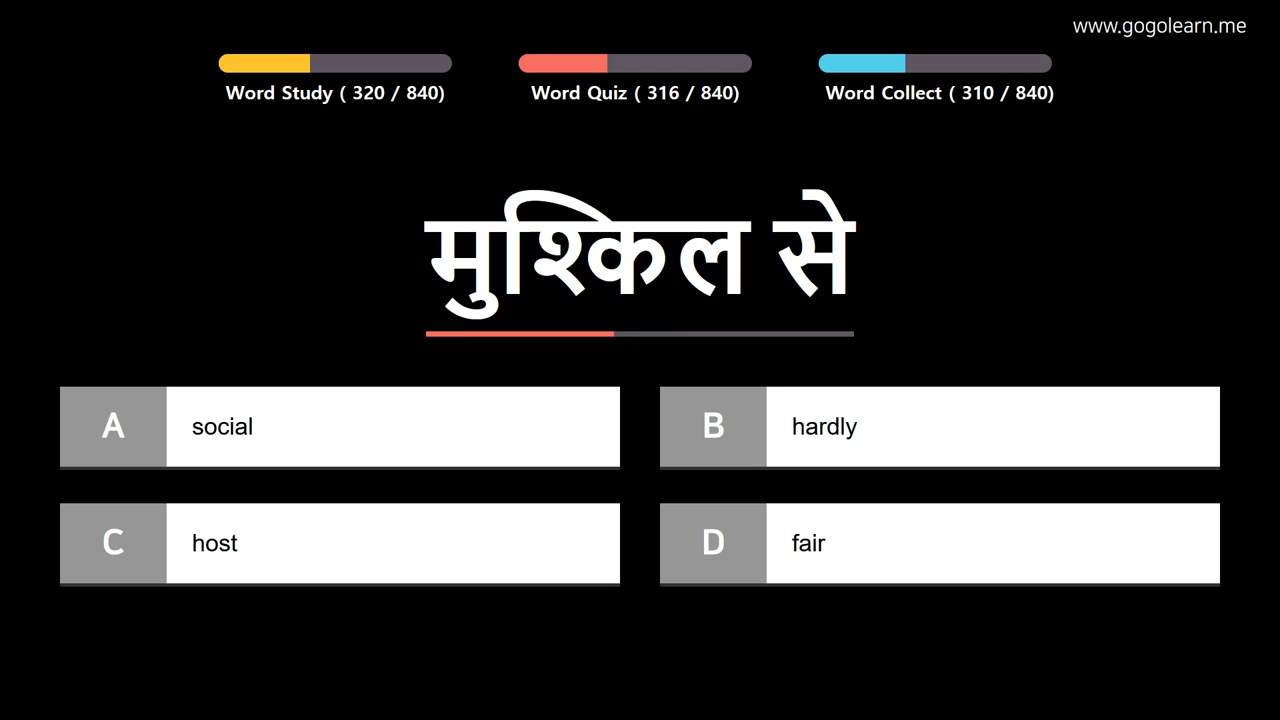 www.gogolearn.me
Word Study ( 320 / 840)
Word Quiz ( 316 / 840)
Word Collect ( 310 / 840)
मुश्किल से
A social
B hardly
C host
D fair